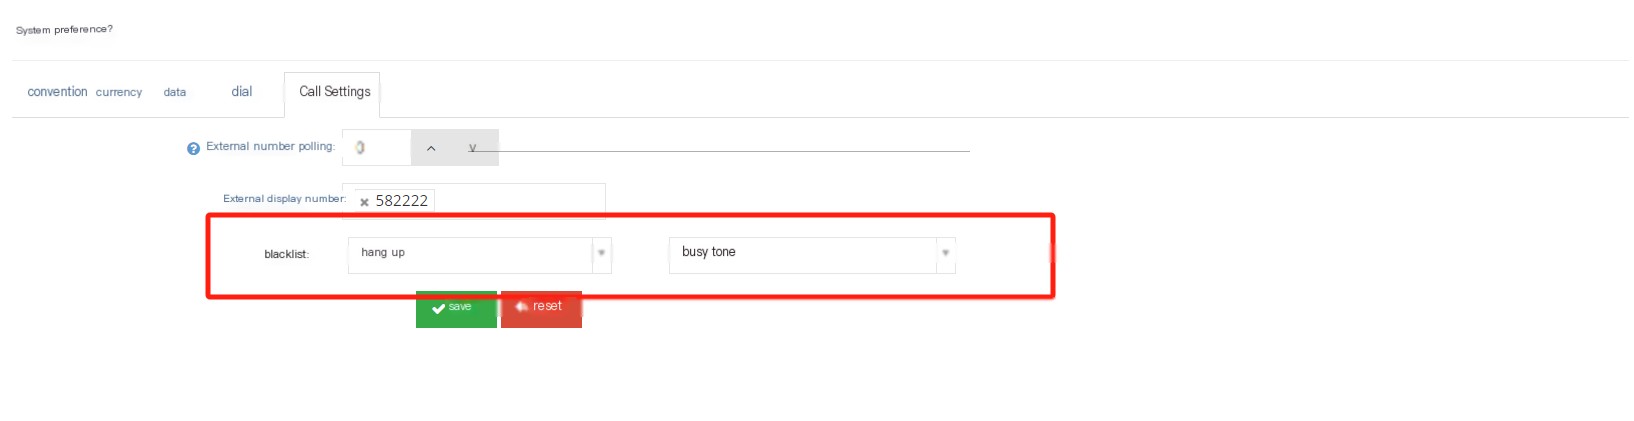 System preference?
convention currency data dial Call Settings
External number polling: 0
External display number: 582222
blacklist: hang up busy tone
save reset